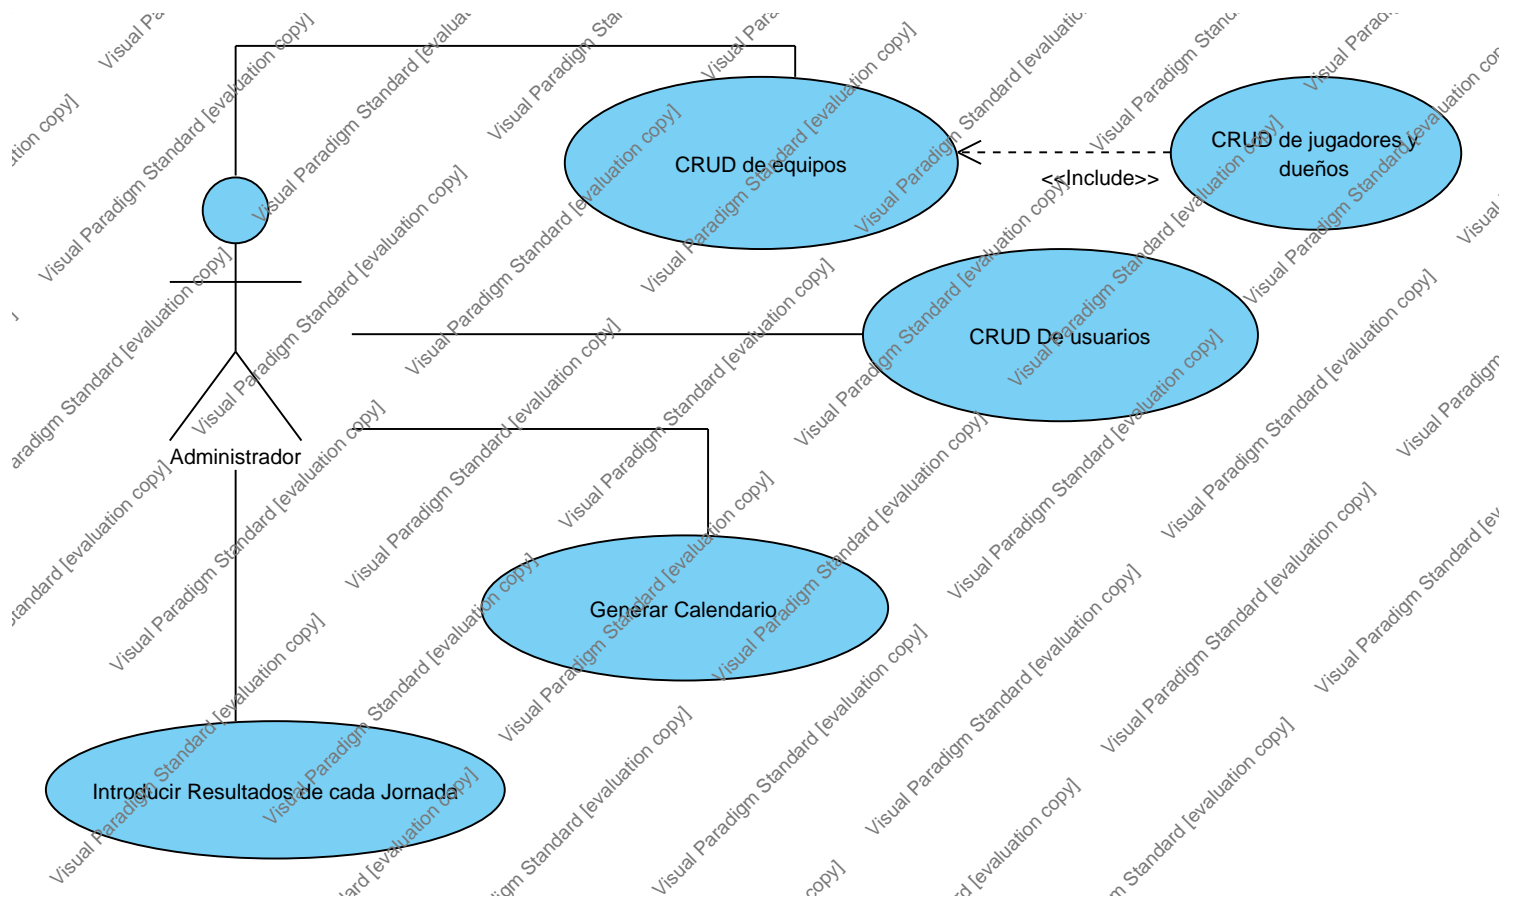 CRUD de equipos
CRUD de jugadores y
dueños
<<Include>>
CRUD De usuarios
Administrador
Generar Calendario
Introducir Resultados de cada Jornada
Visual Paradigm Standard [evaluation copy]